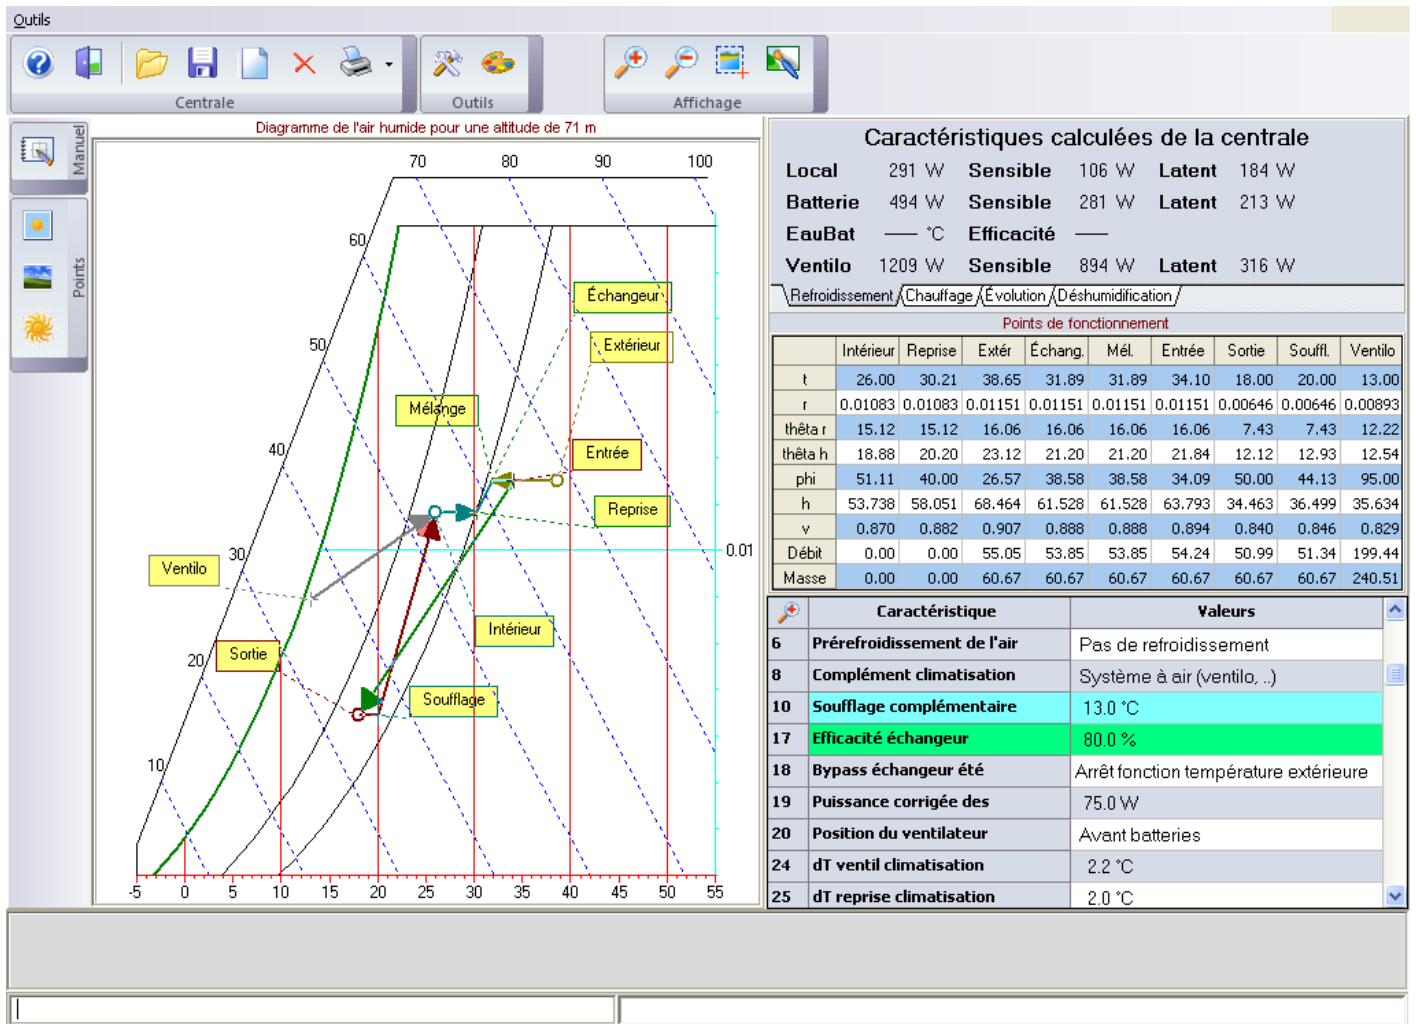 Outils
Centrale
Outils
Affichage
Manuel
Points
Diagramme de l'air humide pour une altitude de 71 m
70 80 90 100
60
50
40
30
20
10
Échangeur
Extérieur
Mélange
Entrée
Reprise
0.01
Ventilo
Intérieur
Sortie
Soufflage
-5 0 5 10 15 20 25 30 35 40 45 50 55
Caractéristiques calculées de la centrale
Local 291 W Sensible 106 W Latent 184 W
Batterie 494 W Sensible 281 W Latent 213 W
EauBat —— °C Efficacité ——
Ventilo 1209 W Sensible 894 W Latent 316 W
Refroidissement Chauffage Évolution Déshumidification
Points de fonctionnement
Intérieur Reprise Extér Échang. Mél. Entrée Sortie Souffl. Ventilo
t 26.00 30.21 38.65 31.89 31.89 34.10 18.00 20.00 13.00
r 0.01083 0.01083 0.01151 0.01151 0.01151 0.01151 0.00646 0.00646 0.00893
thêta r 15.12 15.12 16.06 16.06 16.06 16.06 7.43 7.43 12.22
thêta h 18.88 20.20 23.12 21.20 21.20 21.84 12.12 12.93 12.54
phi 51.11 40.00 26.57 38.58 38.58 34.09 50.00 44.13 95.00
h 53.738 58.051 68.464 61.528 61.528 63.793 34.463 36.499 35.634
v 0.870 0.882 0.907 0.888 0.888 0.894 0.840 0.846 0.829
Débit 0.00 0.00 55.05 53.85 53.85 54.24 50.99 51.34 199.44
Masse 0.00 0.00 60.67 60.67 60.67 60.67 60.67 60.67 240.51
Caractéristique Valeurs
6 Prérefroidissement de l'air Pas de refroidissement
8 Complément climatisation Système à air (ventilo, ..)
10 Soufflage complémentaire 13.0 °C
17 Efficacité échangeur 80.0 %
18 Bypass échangeur été Arrêt fonction température extérieure
19 Puissance corrigée des 75.0 W
20 Position du ventilateur Avant batteries
24 dT ventil climatisation 2.2 °C
25 dT reprise climatisation 2.0 °C